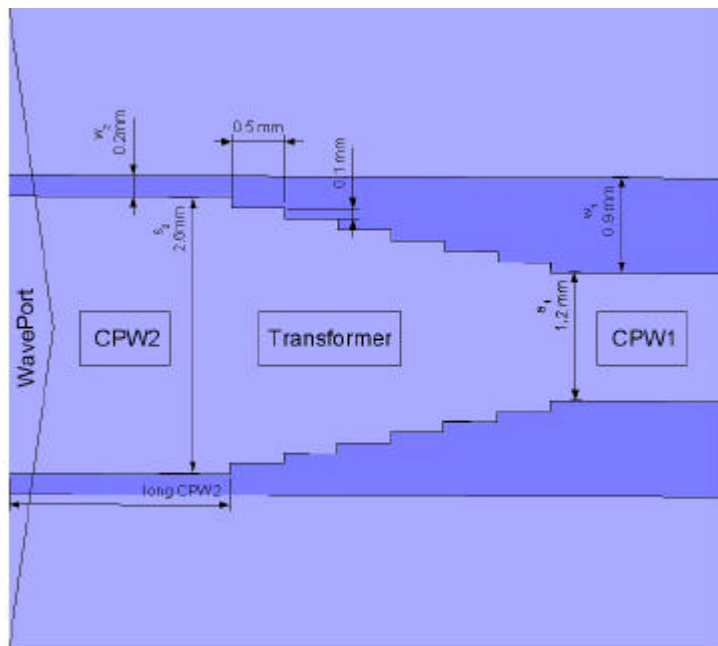 W2
0.2mm
0.5 mm
0.1 mm
W1
0.9 mm
S2
2.6mm
S1
1.2 mm
WavePort
CPW2
Transformer
CPW1
long CPW2